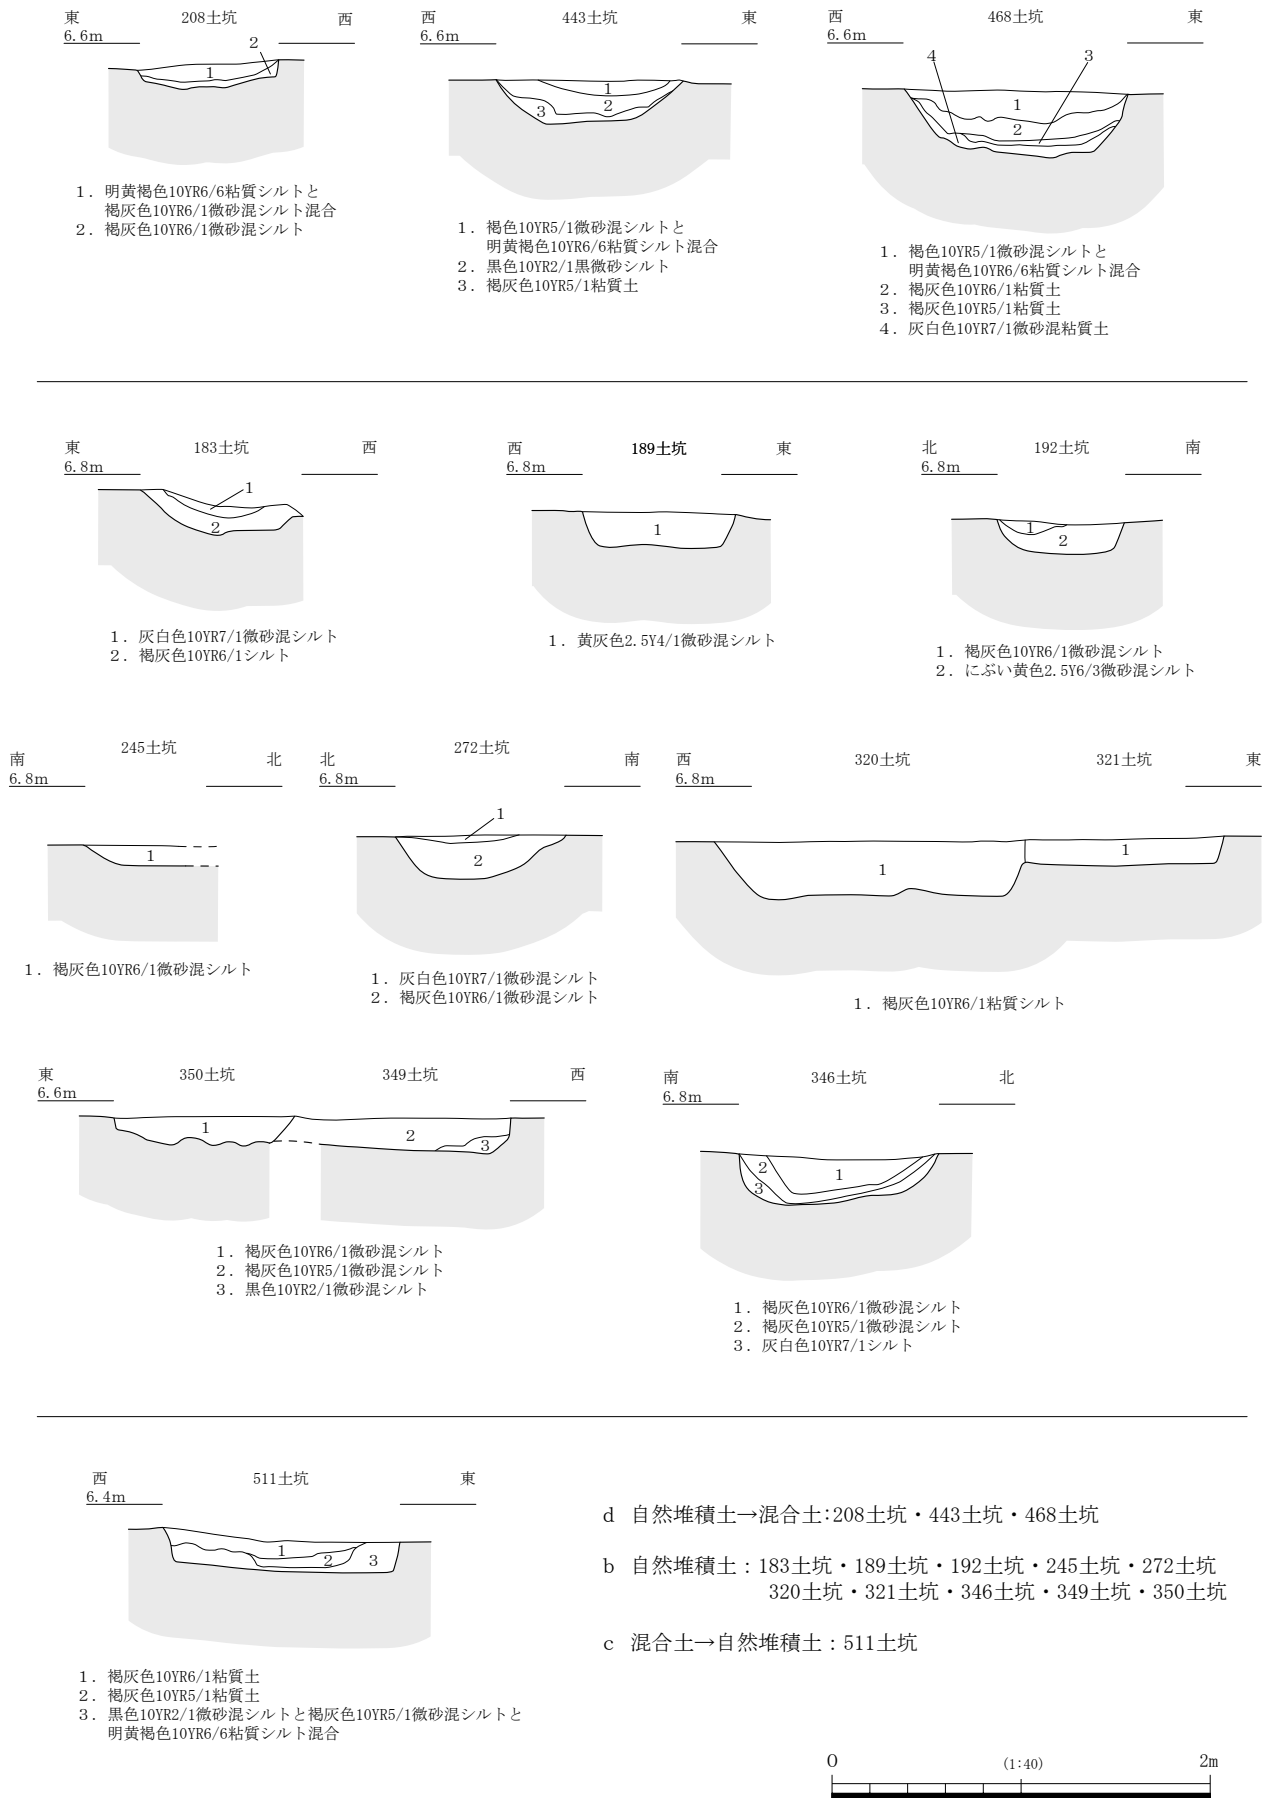 東 208土坑 西
6.6m
2
1
1. 明黄褐色10YR6/6粘質シルトと
褐灰色10YR6/1微砂混シルト混合
2. 褐灰色10YR6/1微砂混シルト
西 443土坑 東
6.6m
1
2
3
1. 褐色10YR5/1微砂混シルトと
明黄褐色10YR6/6粘質シルト混合
2. 黒色10YR2/1黒微砂シルト
3. 褐灰色10YR5/1粘質土
西 468土坑 東
6.6m
4 3
1
2
1. 褐色10YR5/1微砂混シルトと
明黄褐色10YR6/6粘質シルト混合
2. 褐灰色10YR6/1粘質土
3. 褐灰色10YR5/1粘質土
4. 灰白色10YR7/1微砂混粘質土
東 183土坑 西
6.8m
1
2
1. 灰白色10YR7/1微砂混シルト
2. 褐灰色10YR6/1シルト
西 189土坑 東
6.8m
1
1. 黄灰色2.5Y4/1微砂混シルト
北 192土坑 南
6.8m
1
2
1. 褐灰色10YR6/1微砂混シルト
2. にぶい黄色2.5Y6/3微砂混シルト
245土坑
南 北
6.8m
1
1. 褐灰色10YR6/1微砂混シルト
272土坑
北 南
6.8m
1
2
1. 灰白色10YR7/1微砂混シルト
2. 褐灰色10YR6/1微砂混シルト
西 320土坑 321土坑 東
6.8m
1
1
1. 褐灰色10YR6/1粘質シルト
東 350土坑 349土坑 西
6.6m
1
2
3
1. 褐灰色10YR6/1微砂混シルト
2. 褐灰色10YR5/1微砂混シルト
3. 黒色10YR2/1微砂混シルト
南 346土坑 北
6.8m
2
1
3
1. 褐灰色10YR6/1微砂混シルト
2. 褐灰色10YR5/1微砂混シルト
3. 灰白色10YR7/1シルト
西 511土坑 東
6.4m
1
2 3
1. 褐灰色10YR6/1粘質土
2. 褐灰色10YR5/1粘質土
3. 黒色10YR2/1微砂混シルトと褐灰色10YR5/1微砂混シルトと
明黄褐色10YR6/6粘質シルト混合
d 自然堆積土→混合土:208土坑・443土坑・468土坑
b 自然堆積土：183土坑・189土坑・192土坑・245土坑・272土坑
320土坑・321土坑・346土坑・349土坑・350土坑
c 混合土→自然堆積土：511土坑
0 (1:40) 2m